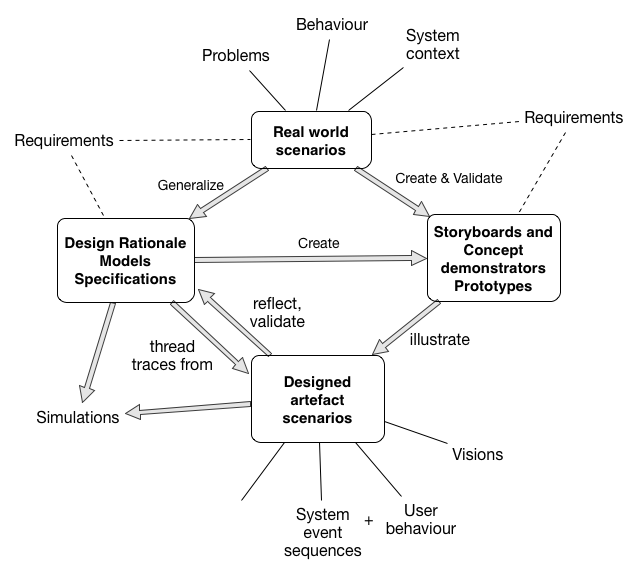 Behaviour
System
context
Problems
Requirements
Requirements
Real world
scenarios
Generalize
Create & Validate
Design Rationale
Models
Specifications
Create
Storyboards and
Concept
demonstrators
Prototypes
reflect,
validate
thread
traces from
illustrate
Designed
artefact
scenarios
Simulations
Visions
System
event
sequences
+
User
behaviour